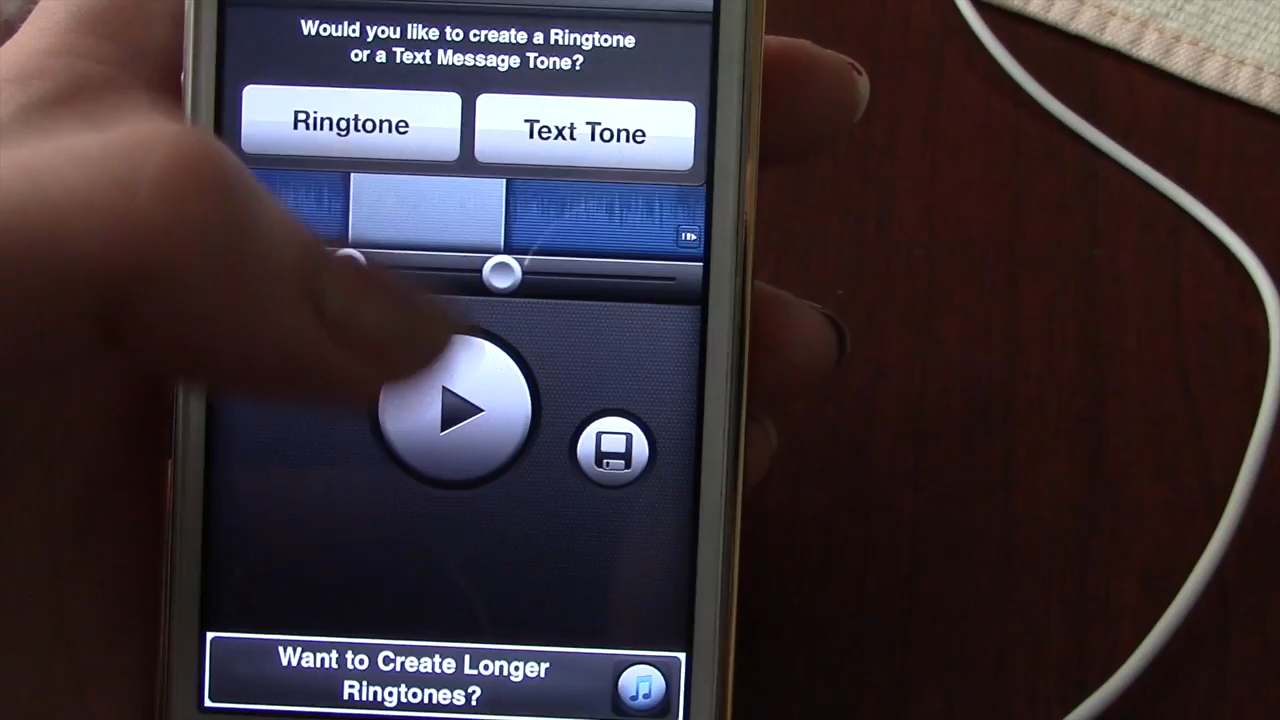 Would you like to create a Ringtone
or a Text Message Tone?
Ringtone
Text Tone
Want to Create Longer
Ringtones?